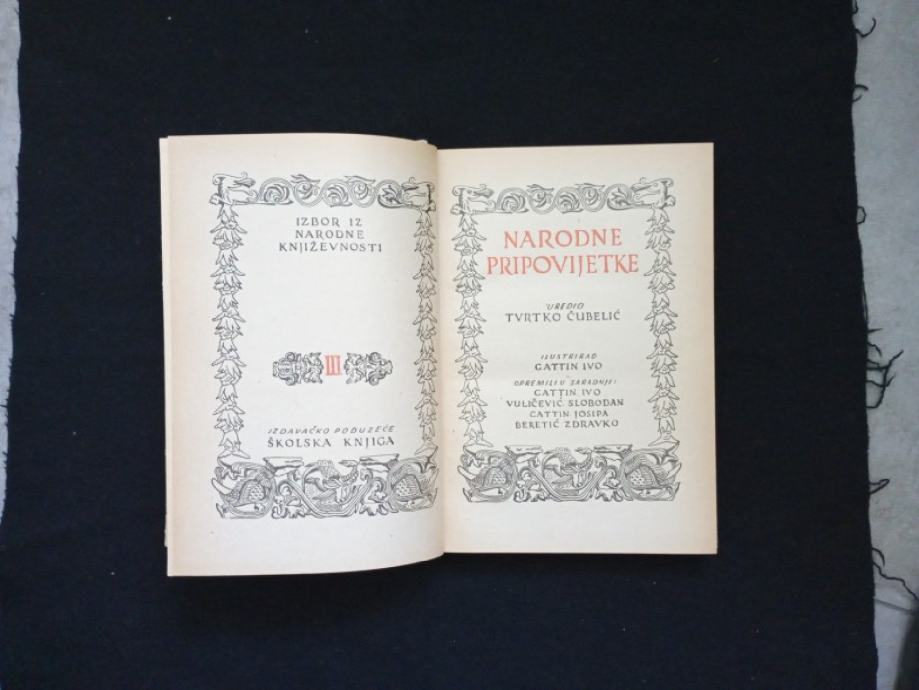 IZBOR IZ
NARODNE
KNJIŽEVNOSTI
III
IZDAVAČKO PODUZEĆE
ŠKOLSKA KNJIGA
NARODNE
PRIPOVIJETKE
UREDIO
TVRTKO ČUBELIĆ
ILUSTRIRAO
GATTIN IVO
OPREMILI U SARADNJI:
GATTIN IVO
VULIČEVIĆ SLOBODAN
GATTIN JOSIPA
BERETIĆ ZDRAVKO